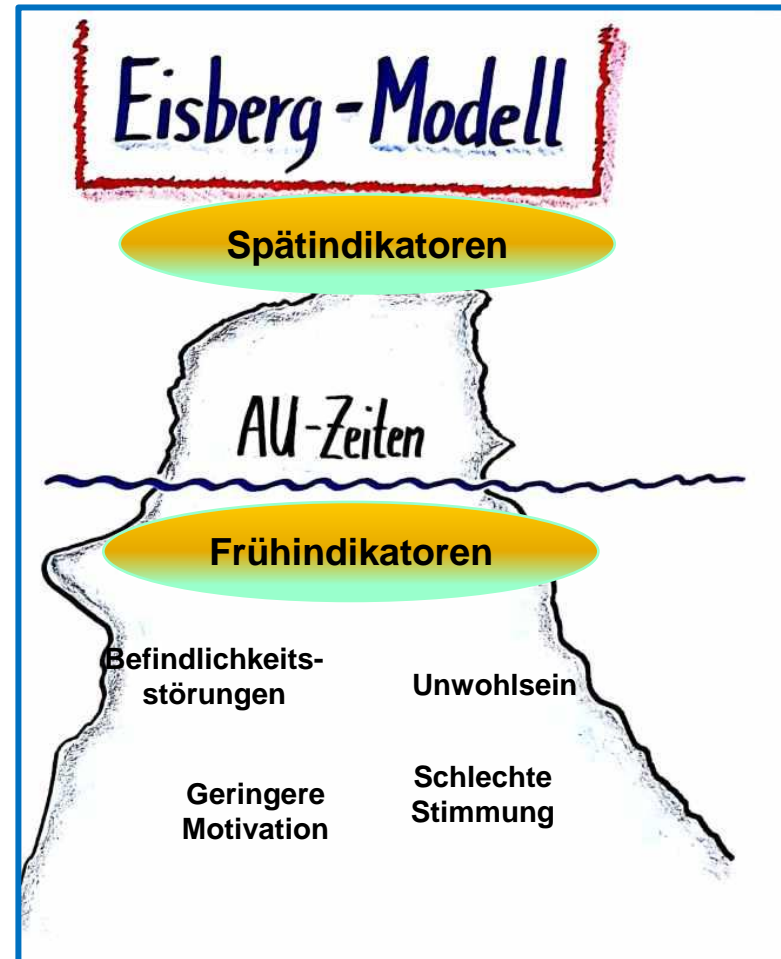 Eisberg-Modell
Spätindikatoren
AU-Zeiten
Frühindikatoren
Befindlichkeits-
störungen
Unwohlsein
Geringere
Motivation
Schlechte
Stimmung